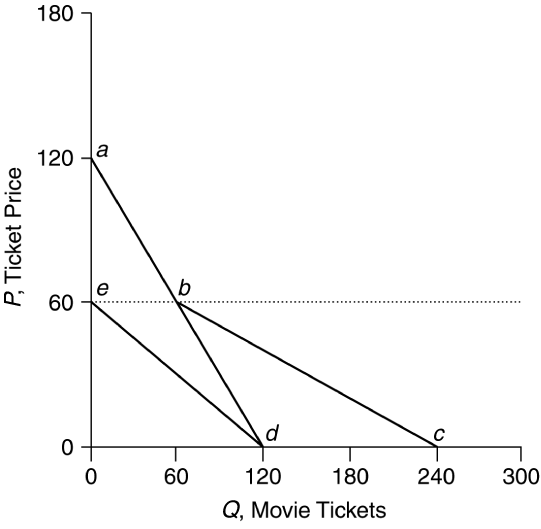 180
a
120
P, Ticket Price
e
b
60
d
c
0
0 60 120 180 240 300
Q, Movie Tickets